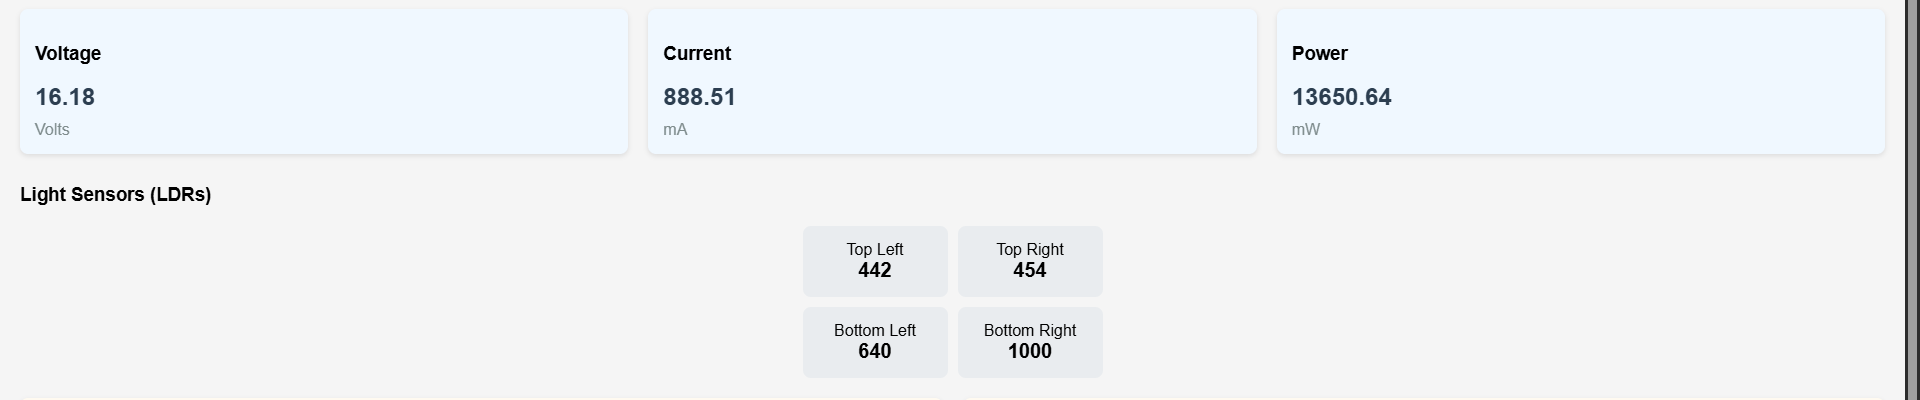 Voltage
16.18
Volts
Current
888.51
mA
Power
13650.64
mW
Light Sensors (LDRs)
Top Left
442
Top Right
454
Bottom Left
640
Bottom Right
1000